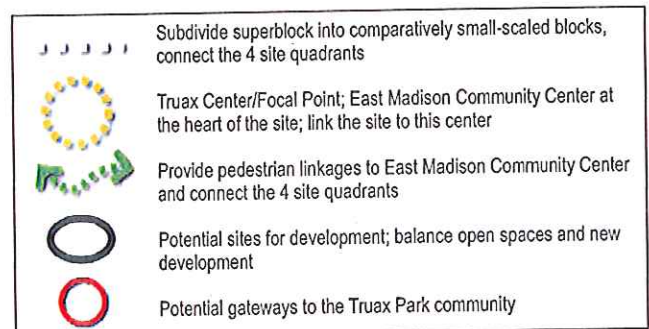 Subdivide superblock into comparatively small-scaled blocks,
connect the 4 site quadrants
Truax Center/Focal Point; East Madison Community Center at
the heart of the site; link the site to this center
Provide pedestrian linkages to East Madison Community Center
and connect the 4 site quadrants
Potential sites for development; balance open spaces and new
development
Potential gateways to the Truax Park community